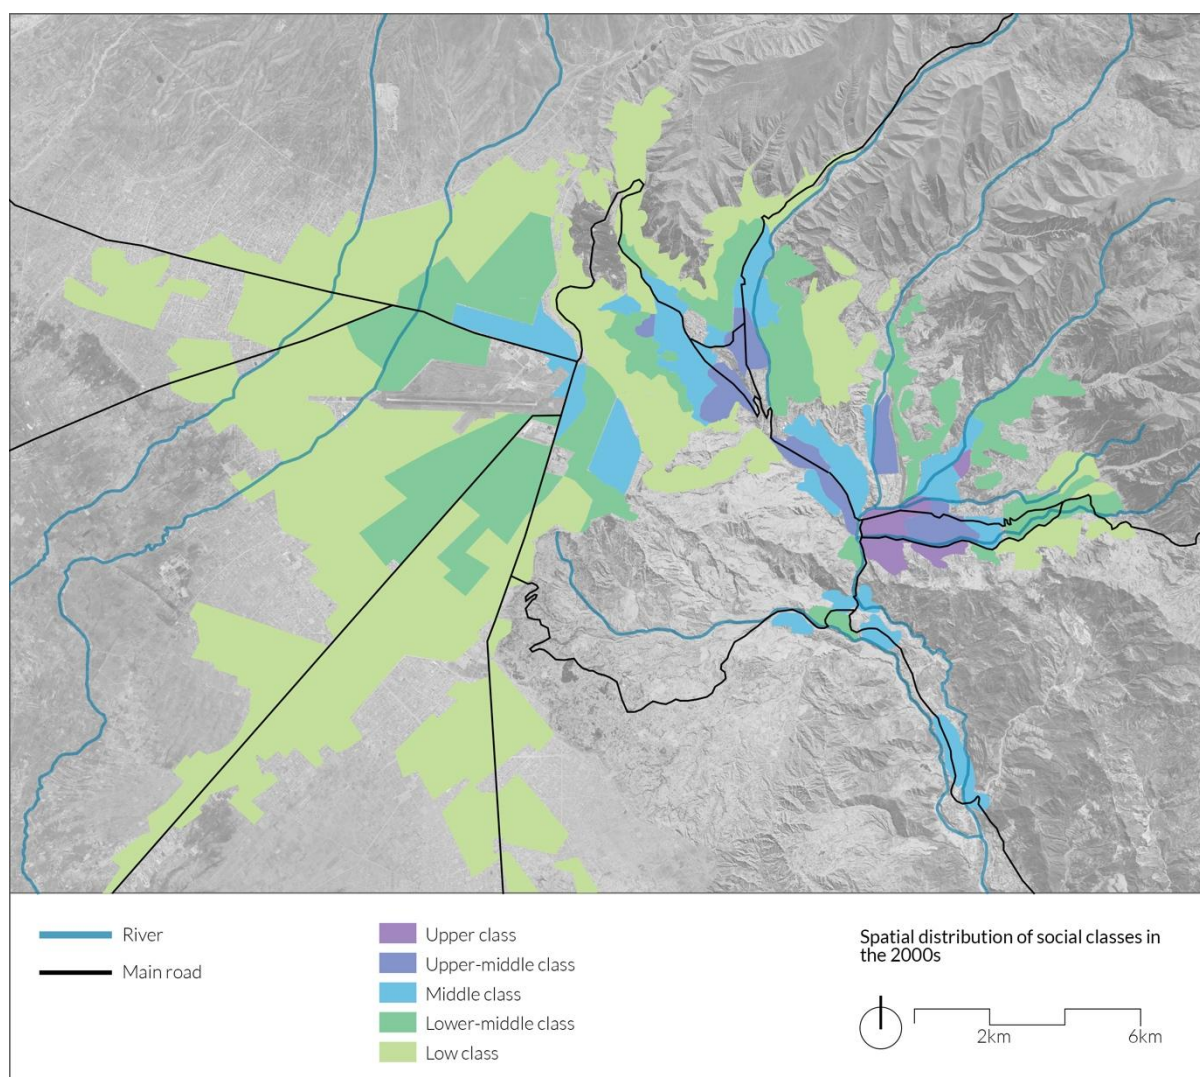 River
Main road
Upper class
Upper-middle class
Middle class
Lower-middle class
Low class
Spatial distribution of social classes in
the 2000s
2km
6km